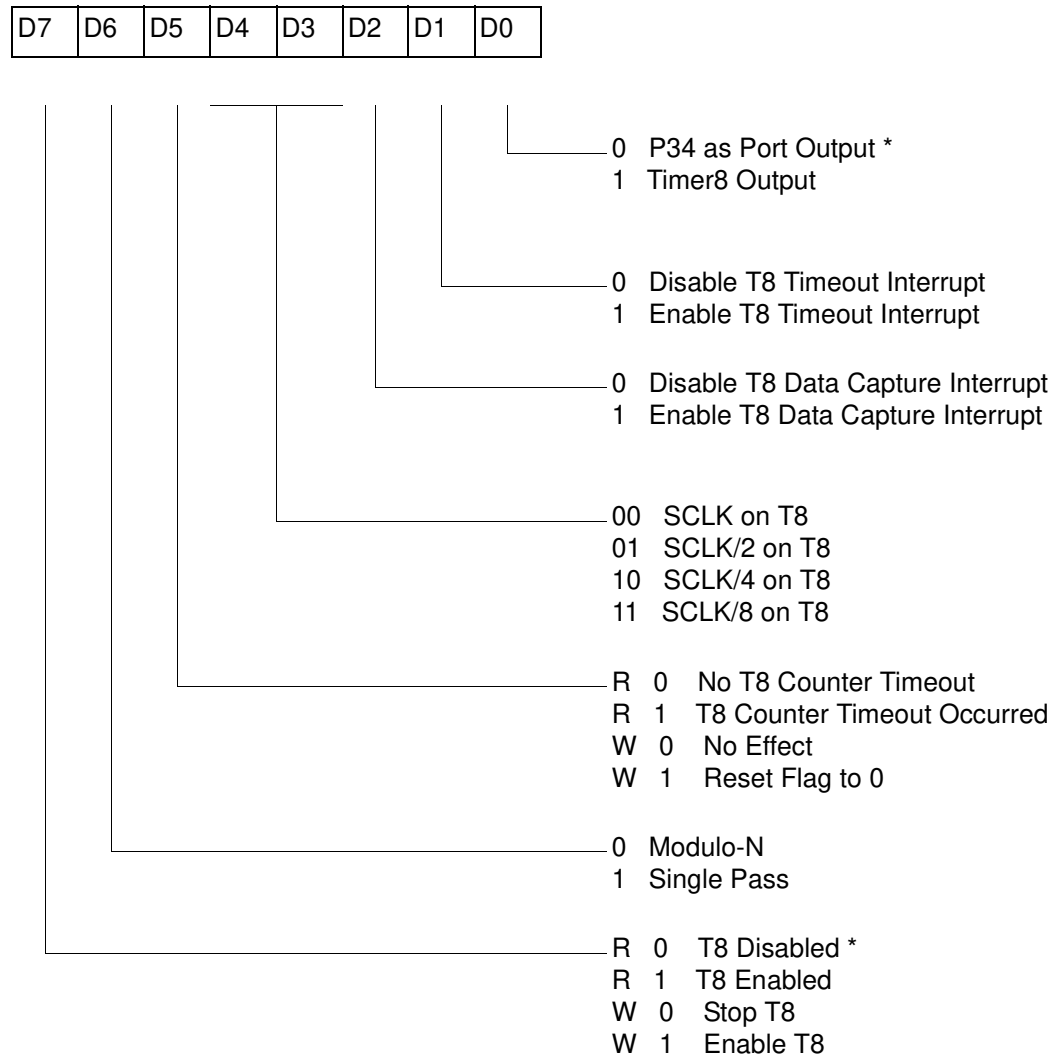 D7 D6 D5 D4 D3 D2 D1 D0
0 P34 as Port Output *
1 Timer8 Output
0 Disable T8 Timeout Interrupt
1 Enable T8 Timeout Interrupt
0 Disable T8 Data Capture Interrupt
1 Enable T8 Data Capture Interrupt
00 SCLK on T8
01 SCLK/2 on T8
10 SCLK/4 on T8
11 SCLK/8 on T8
R 0 No T8 Counter Timeout
R 1 T8 Counter Timeout Occurred
W 0 No Effect
W 1 Reset Flag to 0
0 Modulo-N
1 Single Pass
R 0 T8 Disabled *
R 1 T8 Enabled
W 0 Stop T8
W 1 Enable T8